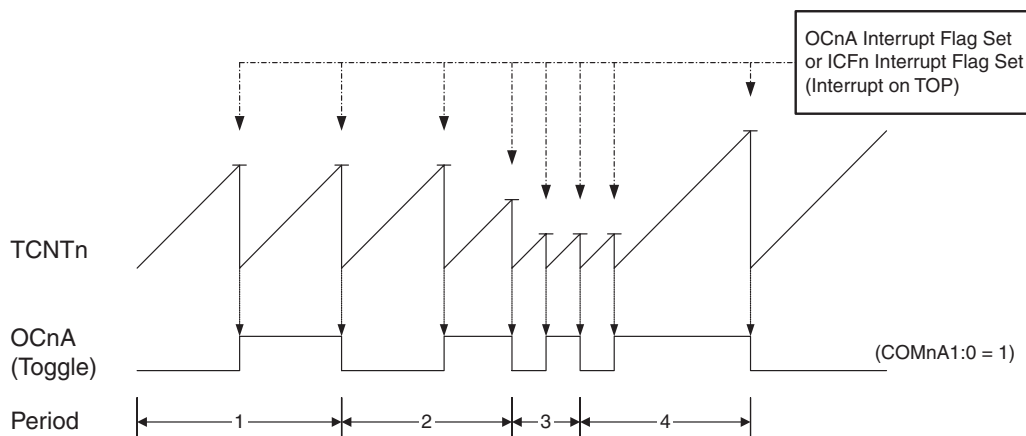 OCnA Interrupt Flag Set
or ICFn Interrupt Flag Set
(Interrupt on TOP)
TCNTn
OCnA
(Toggle)
(COMnA1:0 = 1)
Period
1
2
3
4